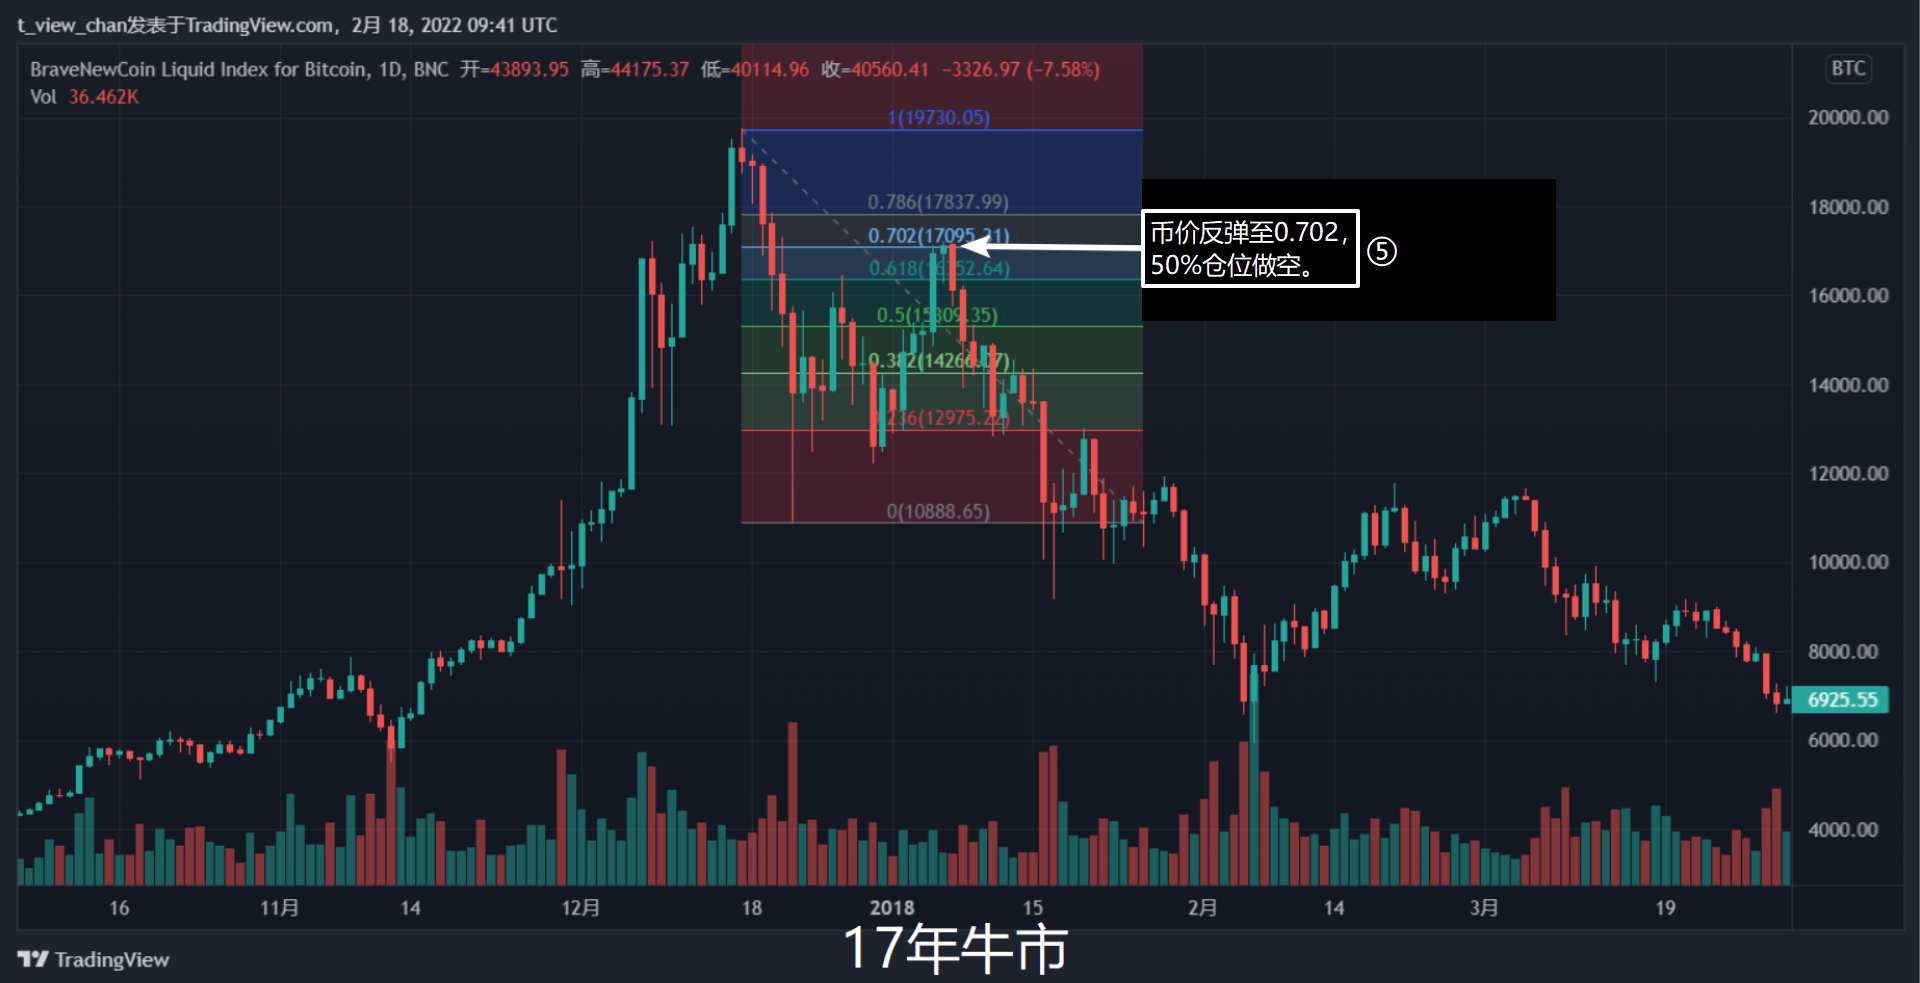 t_view_chan发表于TradingView.com，2月 18, 2022 09:41 UTC
BraveNewCoin Liquid Index for Bitcoin, 1D, BNC 开=43893.95 高=44175.37 低=40114.96 收=40560.41 −3326.97 (−7.58%)
Vol 36.462K
BTC
1(19730.05)
0.786(17837.99)
0.702(17095.31)
0.618(16352.64)
0.5(15309.35)
0.382(14266.07)
0.236(12975.22)
0(10888.65)
币价反弹至0.702，
50%仓位做空。
⑤
20000.00
18000.00
16000.00
14000.00
12000.00
10000.00
8000.00
6925.55
6000.00
4000.00
16 11月 14 12月 18 2018 15 2月 14 3月 19
17年牛市
TradingView